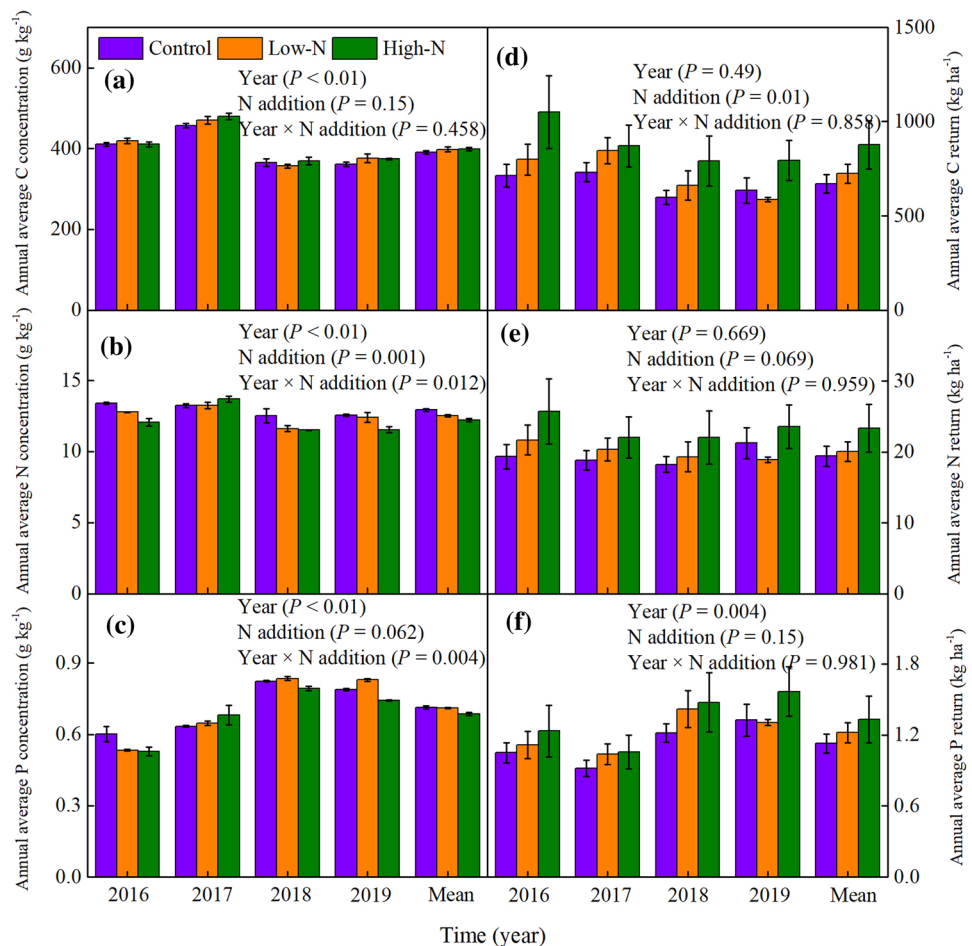 Control Low-N High-N
Annual average C concentration (g kg⁻¹)
600
400
200
0
(a)
Year (P < 0.01)
N addition (P = 0.15)
Year × N addition (P = 0.458)
(d)
Year (P = 0.49)
N addition (P = 0.01)
Year × N addition (P = 0.858)
1500
1000
500
0
Annual average C return (kg ha⁻¹)
Annual average N concentration (g kg⁻¹)
15
10
5
0
(b)
Year (P < 0.01)
N addition (P = 0.001)
Year × N addition (P = 0.012)
(e)
Year (P = 0.669)
N addition (P = 0.069)
Year × N addition (P = 0.959)
30
20
10
0
Annual average N return (kg ha⁻¹)
Annual average P concentration (g kg⁻¹)
0.9
0.6
0.3
0.0
(c)
Year (P < 0.01)
N addition (P = 0.062)
Year × N addition (P = 0.004)
(f)
Year (P = 0.004)
N addition (P = 0.15)
Year × N addition (P = 0.981)
1.8
1.2
0.6
0.0
Annual average P return (kg ha⁻¹)
2016 2017 2018 2019 Mean 2016 2017 2018 2019 Mean
Time (year)